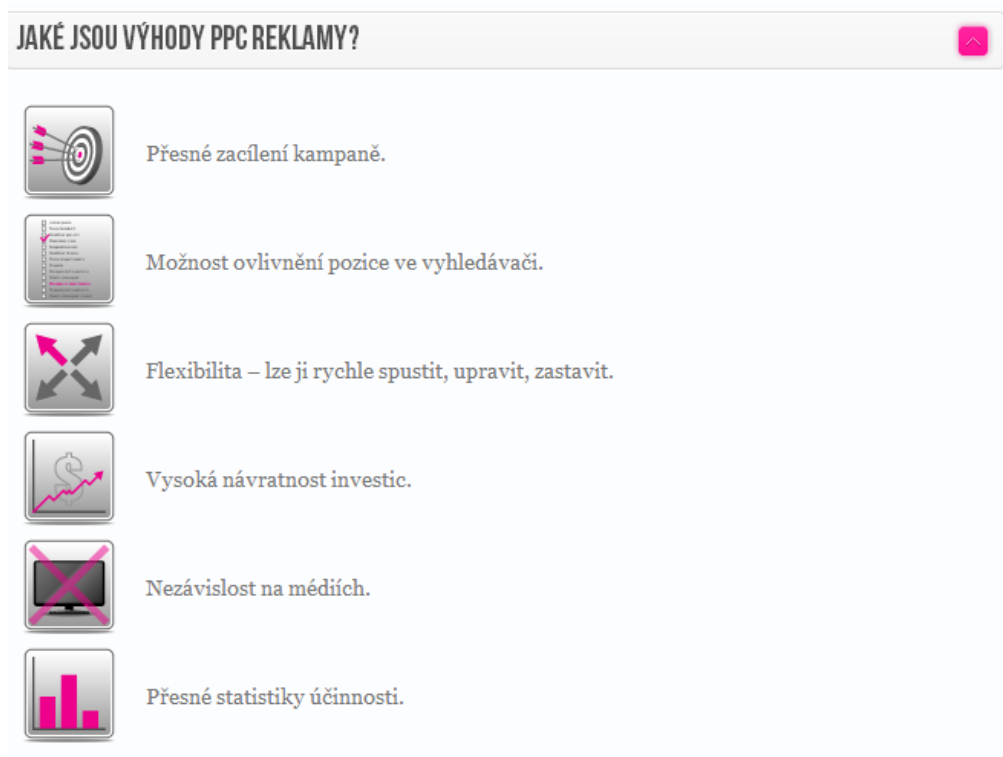 JAKÉ JSOU VÝHODY PPC REKLAMY?
Přesné zacílení kampaně.
Možnost ovlivnění pozice ve vyhledávači.
Flexibilita – lze ji rychle spustit, upravit, zastavit.
Vysoká návratnost investic.
Nezávislost na médiích.
Přesné statistiky účinnosti.